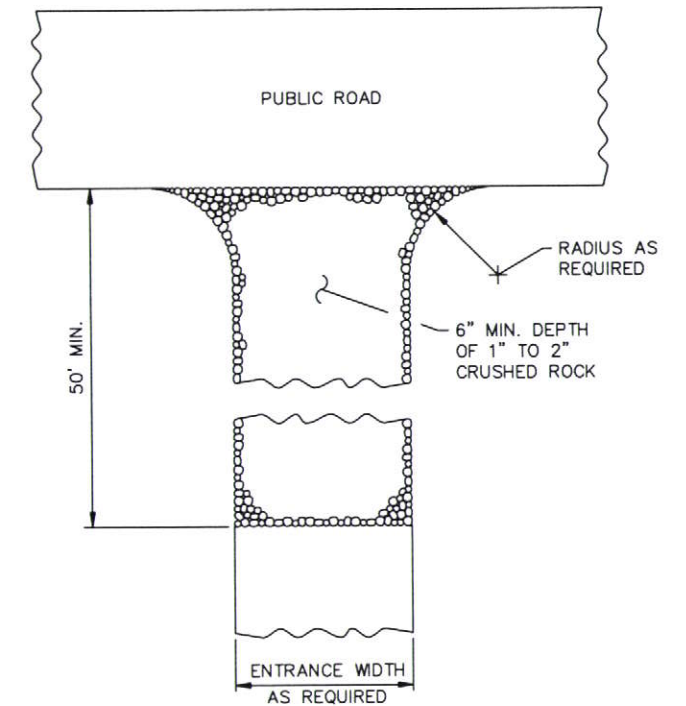 PUBLIC ROAD
RADIUS AS
REQUIRED
6" MIN. DEPTH
OF 1" TO 2"
CRUSHED ROCK
50' MIN.
ENTRANCE WIDTH
AS REQUIRED